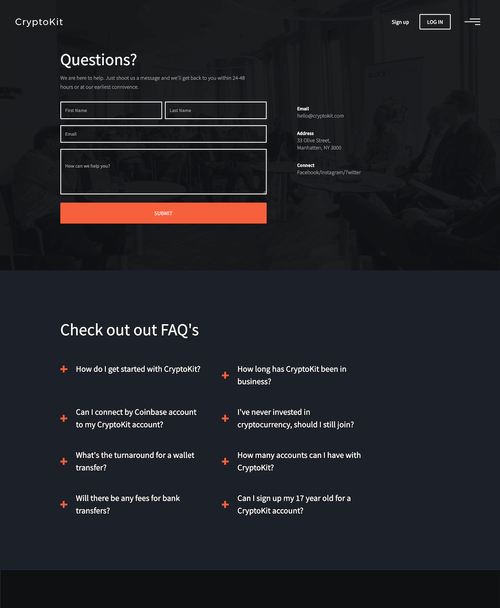 CryptoKit
Sign up
LOG IN
Questions?
We are here to help. Just shoot us a message and we'll get back to you within 24-48
hours or at our earliest connivence.
First Name
Last Name
Email
How can we help you?
SUBMIT
Email
hello@cryptokit.com
Address
33 Olive Street,
Manhatten, NY 3000
Connect
Facebook/Instagram/Twitter
Check out out FAQ's
How do I get started with CryptoKit?
How long has CryptoKit been in
business?
Can I connect by Coinbase account
to my CryptoKit account?
I've never invested in
cryptocurrency, should I still join?
What's the turnaround for a wallet
transfer?
How many accounts can I have with
CryptoKit?
Will there be any fees for bank
transfers?
Can I sign up my 17 year old for a
CryptoKit account?